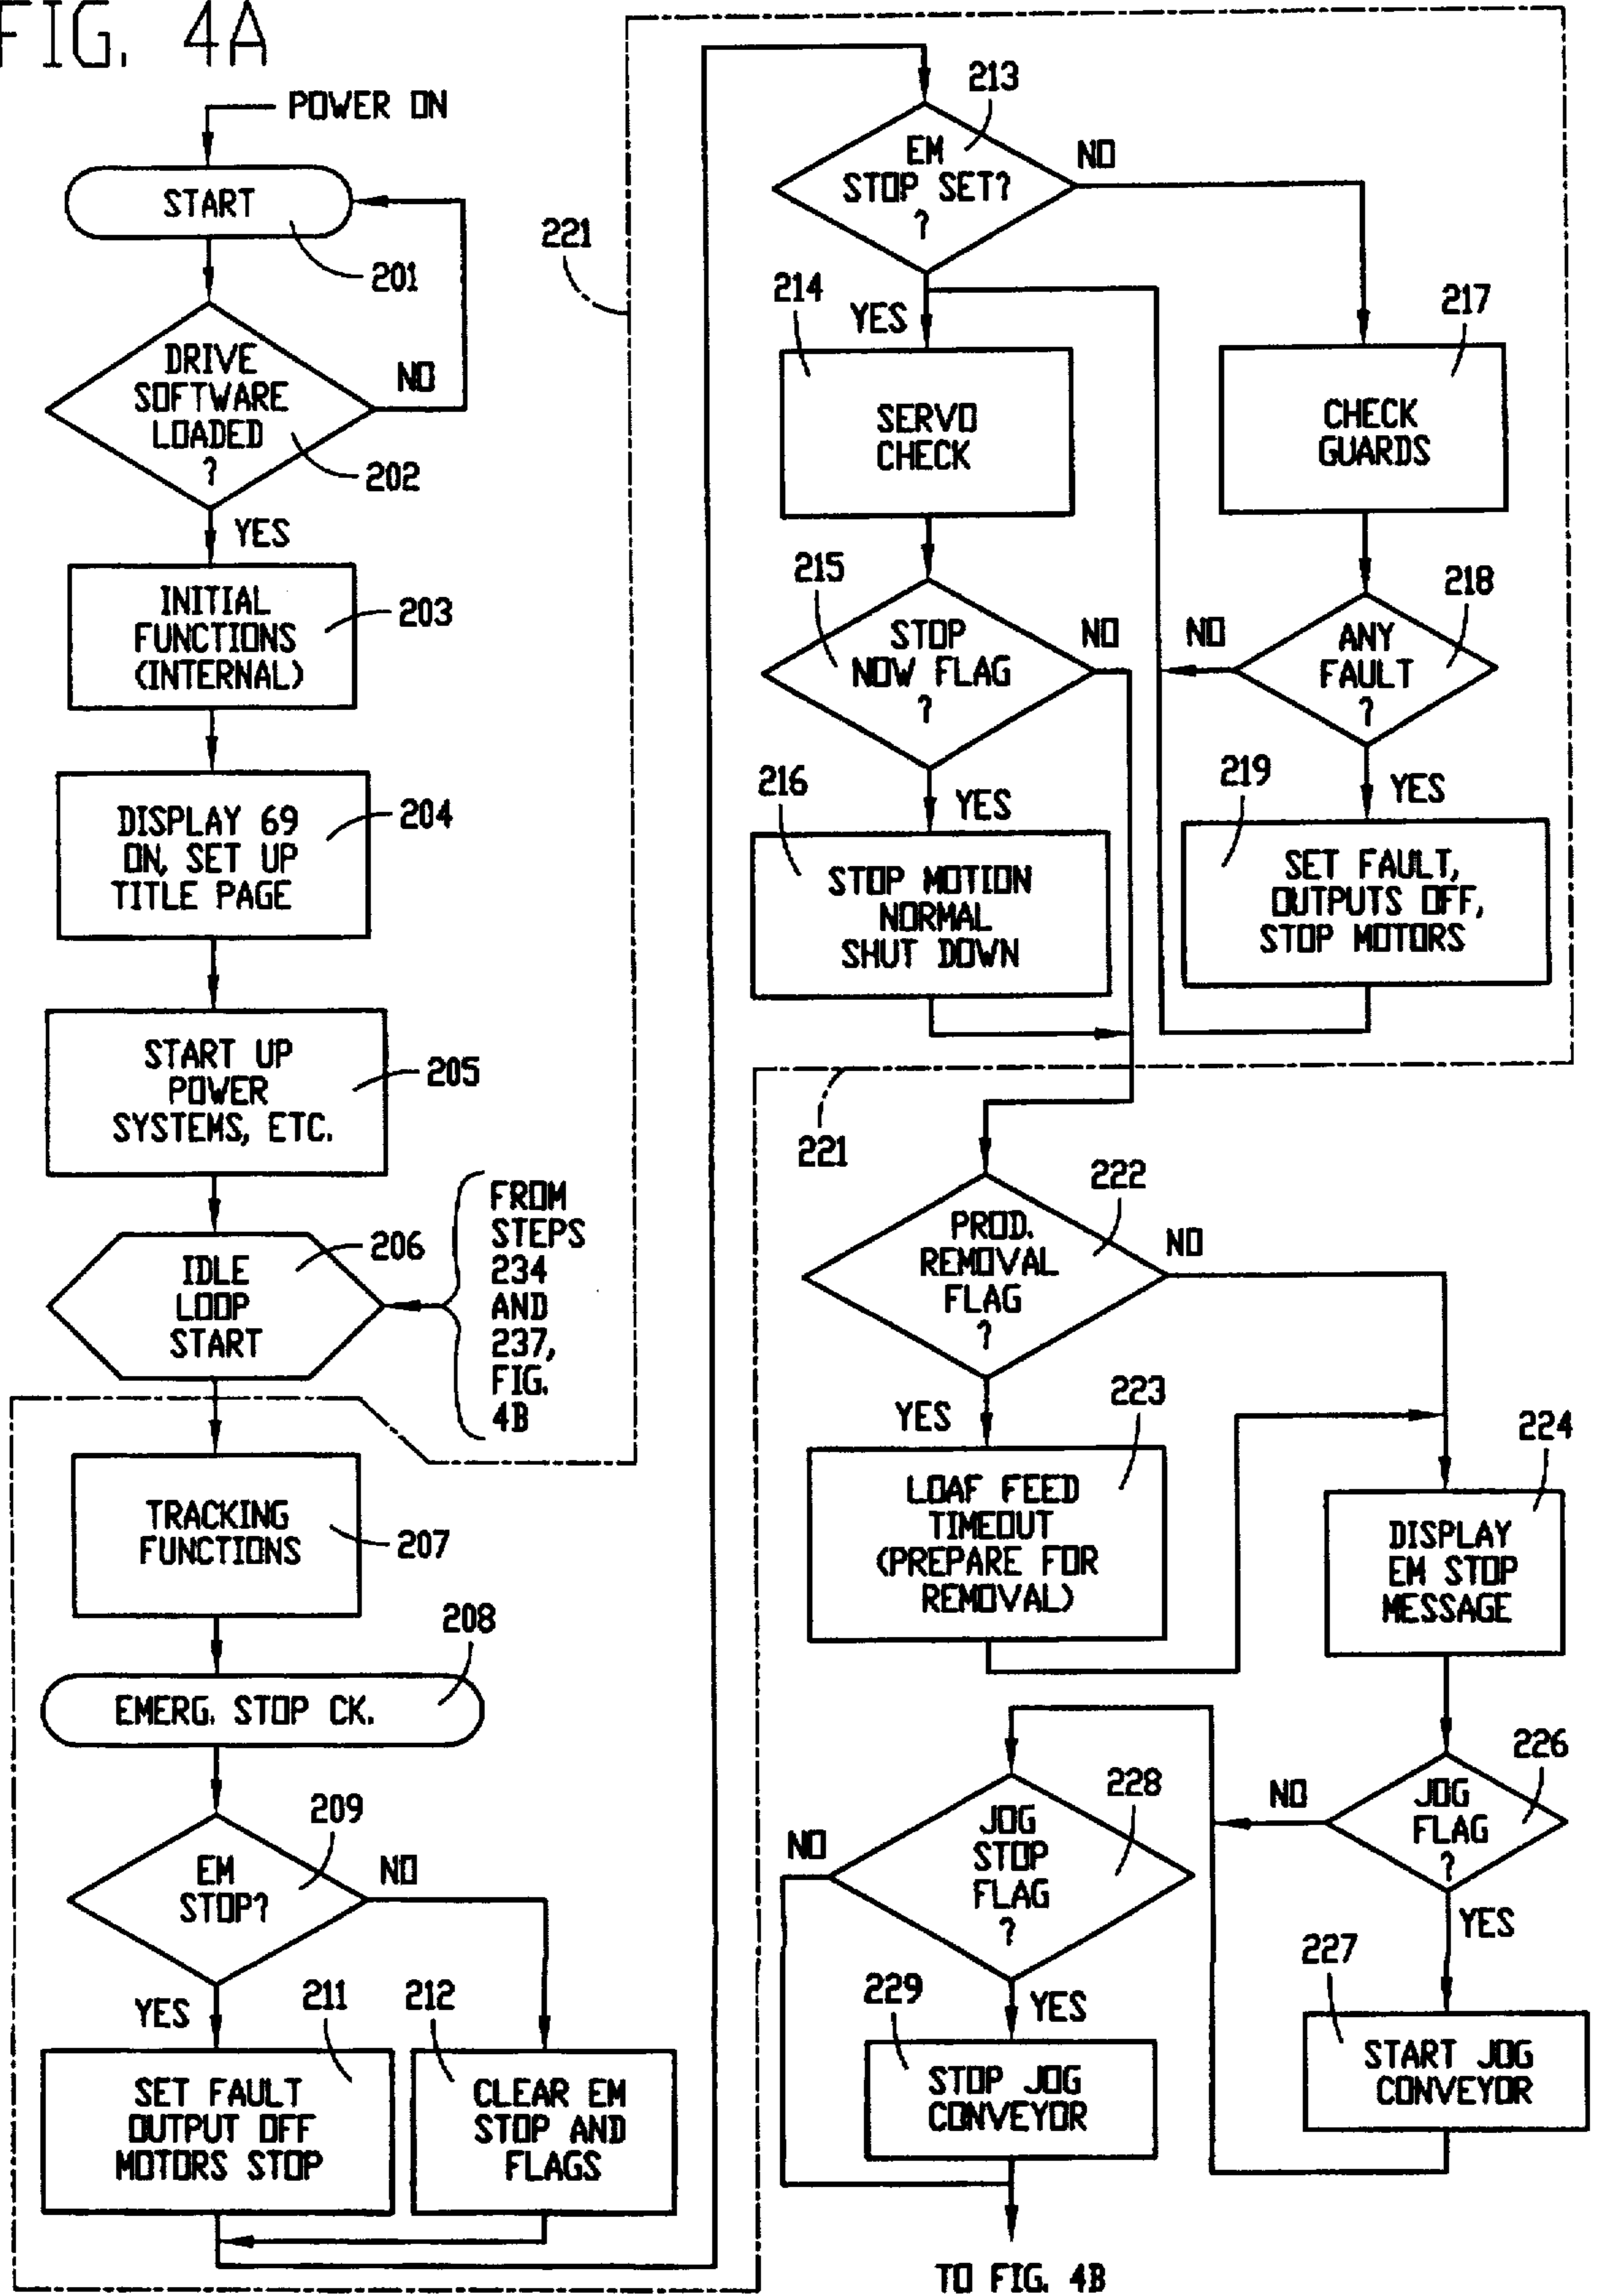 FIG. 4A
POWER ON
START
201
DRIVE
SOFTWARE
LOADED
?
202
NO
YES
INITIAL
FUNCTIONS
(INTERNAL)
203
DISPLAY 69
ON, SET UP
TITLE PAGE
204
START UP
POWER
SYSTEMS, ETC.
205
IDLE
LOOP
START
206
FROM
STEPS
234
AND
237,
FIG.
4B
TRACKING
FUNCTIONS
207
EMERG. STOP CK.
208
EM
STOP?
209
NO
YES
211
SET FAULT
OUTPUT OFF
MOTORS STOP
212
CLEAR EM
STOP AND
FLAGS
221
213
EM
STOP SET?
?
NO
YES
214
SERVO
CHECK
215
STOP
NOW FLAG
?
NO
YES
216
STOP MOTION
NORMAL
SHUT DOWN
217
CHECK
GUARDS
218
ANY
FAULT
?
NO
YES
219
SET FAULT,
OUTPUTS OFF,
STOP MOTORS
221
222
PROD.
REMOVAL
FLAG
?
NO
YES
223
LOAF FEED
TIMEOUT
(PREPARE FOR
REMOVAL)
224
DISPLAY
EM STOP
MESSAGE
226
JOG
FLAG
?
NO
YES
227
START JOG
CONVEYOR
228
JOG
STOP
FLAG
?
NO
YES
229
STOP JOG
CONVEYOR
TO FIG. 4B